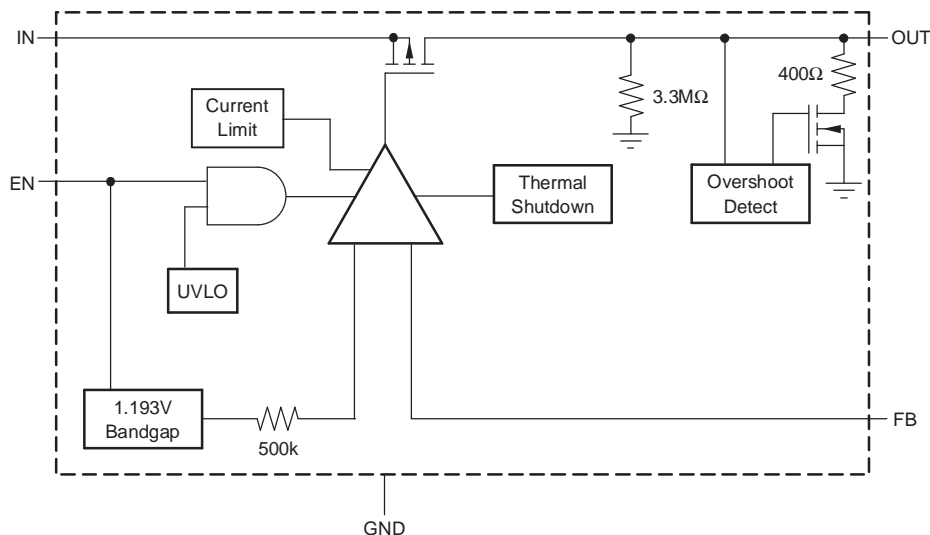 IN
OUT
400Ω
3.3MΩ
Current
Limit
EN
Thermal
Shutdown
Overshoot
Detect
UVLO
1.193V
Bandgap
500k
FB
GND